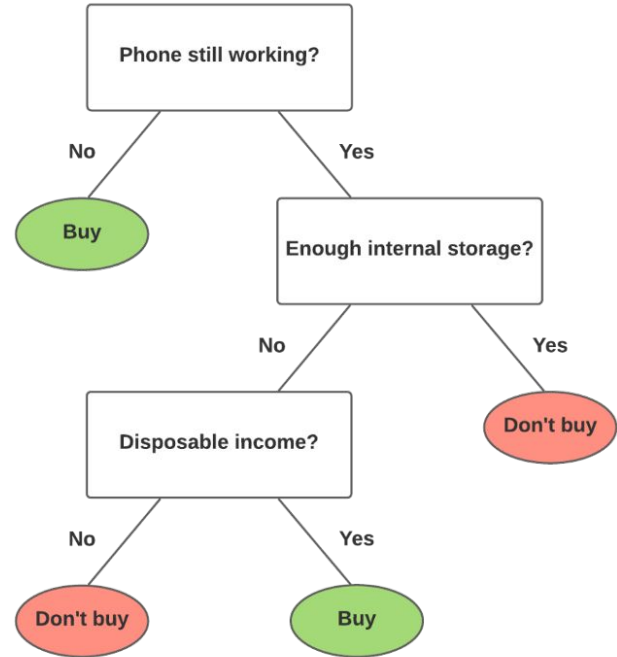 Phone still working?
No
Yes
Buy
Enough internal storage?
No
Yes
Disposable income?
Don't buy
No
Yes
Don't buy
Buy